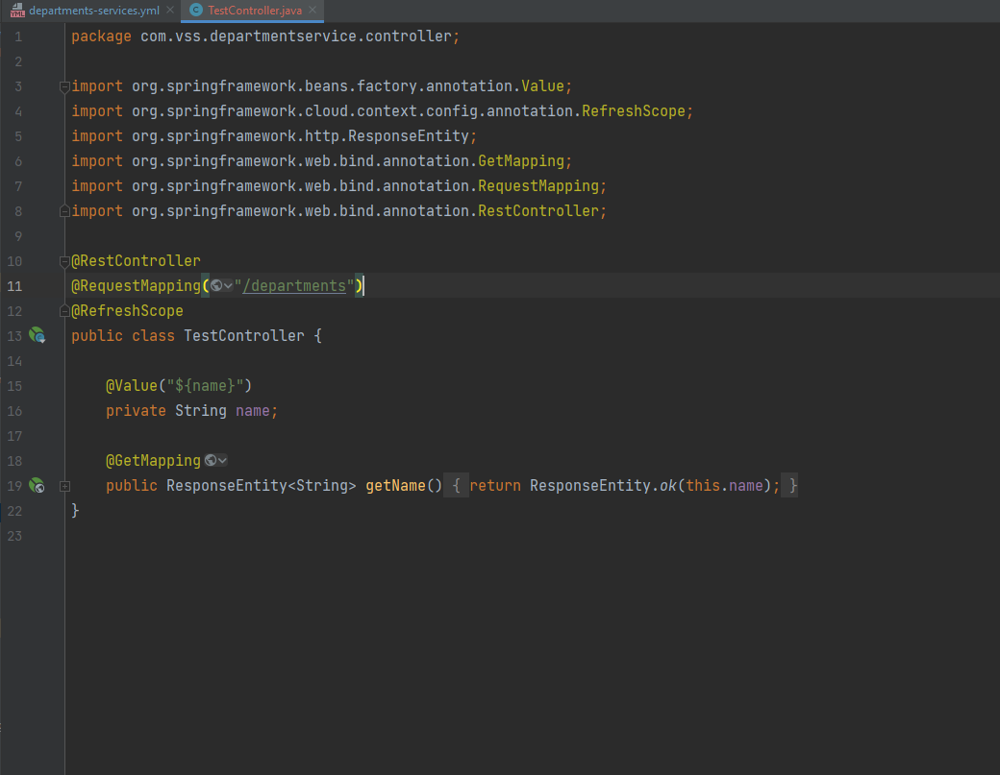 departments-services.yml TestController.java
1 package com.vss.departmentservice.controller;
2
3 import org.springframework.beans.factory.annotation.Value;
4 import org.springframework.cloud.context.config.annotation.RefreshScope;
5 import org.springframework.http.ResponseEntity;
6 import org.springframework.web.bind.annotation.GetMapping;
7 import org.springframework.web.bind.annotation.RequestMapping;
8 import org.springframework.web.bind.annotation.RestController;
9
10 @RestController
11 @RequestMapping("/departments")
12 @RefreshScope
13 public class TestController {
14
15 @Value("${name}")
16 private String name;
17
18 @GetMapping
19 public ResponseEntity<String> getName() { return ResponseEntity.ok(this.name); }
22 }
23